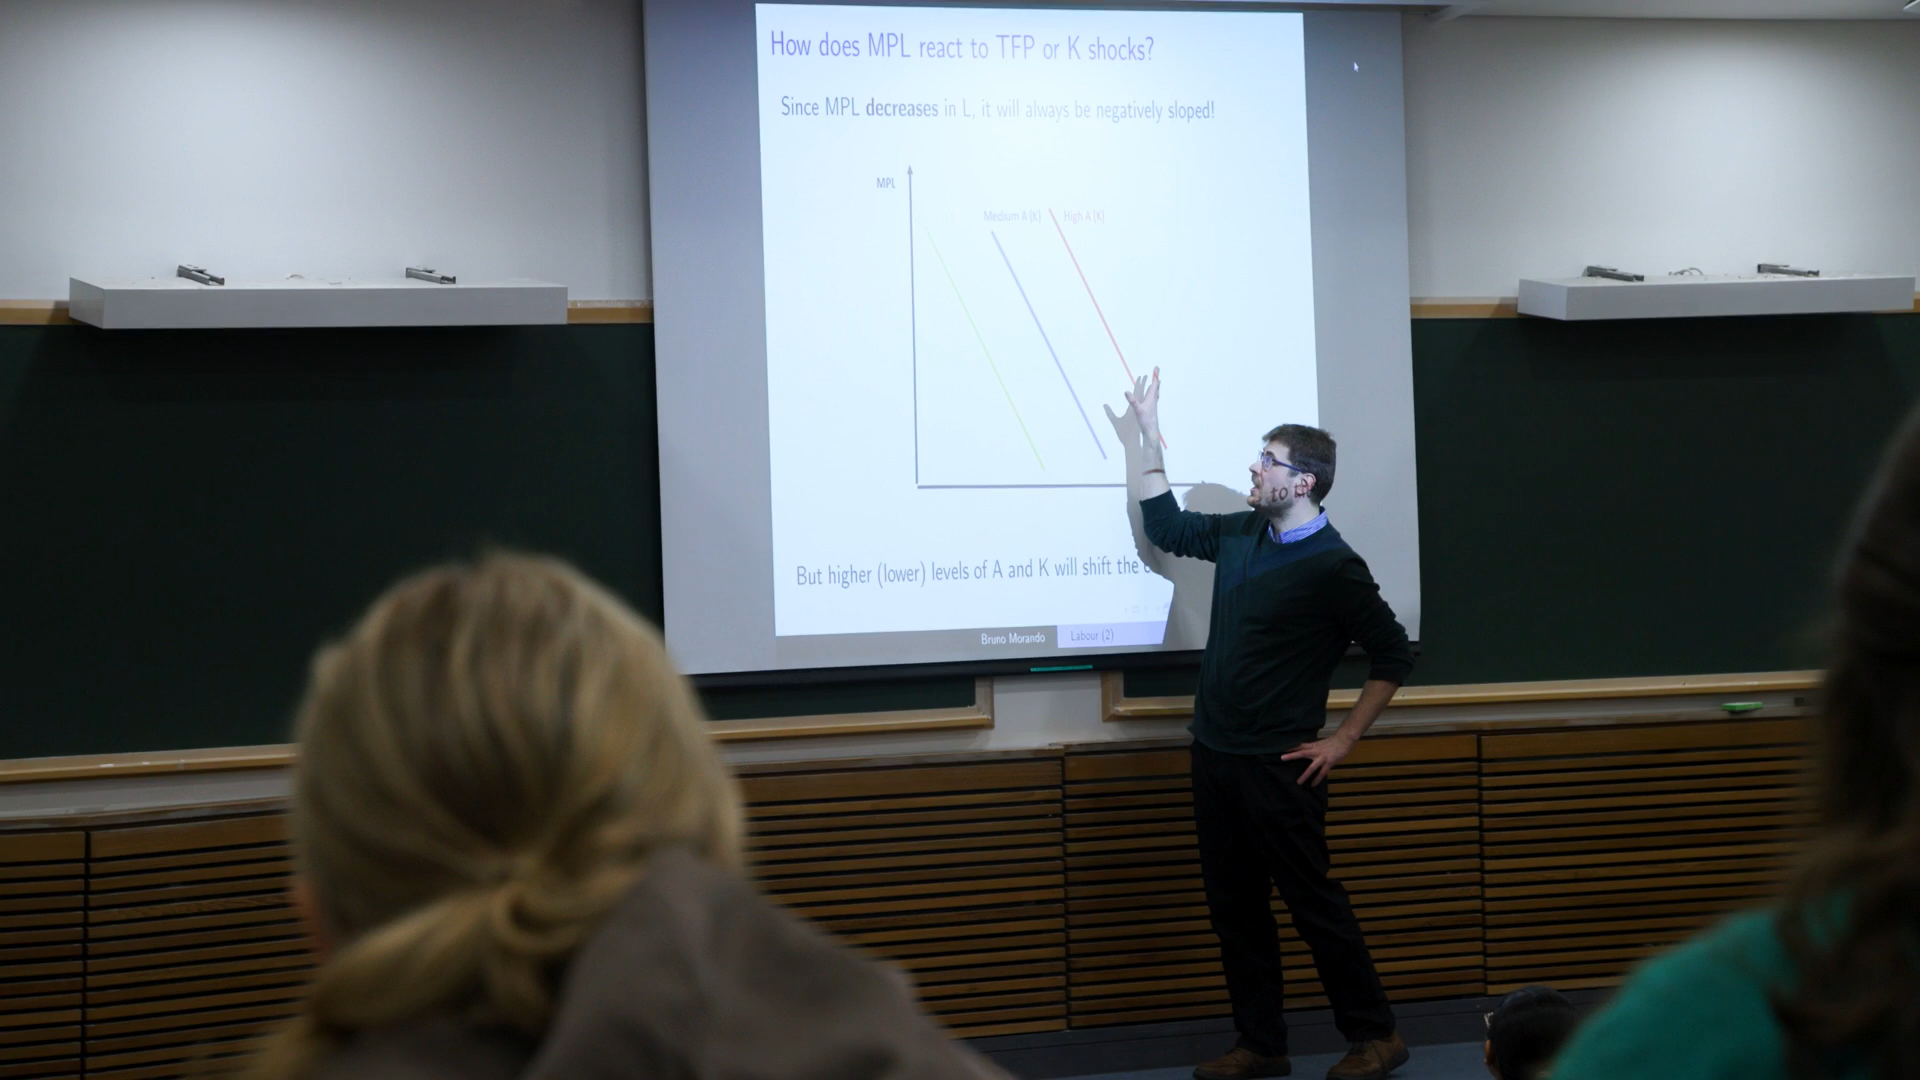 How does MPL react to TFP or K shocks?
Since MPL decreases in L, it will always be negatively sloped!
MPL
Medium A (K)
High A (K)
But higher (lower) levels of A and K will shift the
to
Bruno Morando
Labour (2)